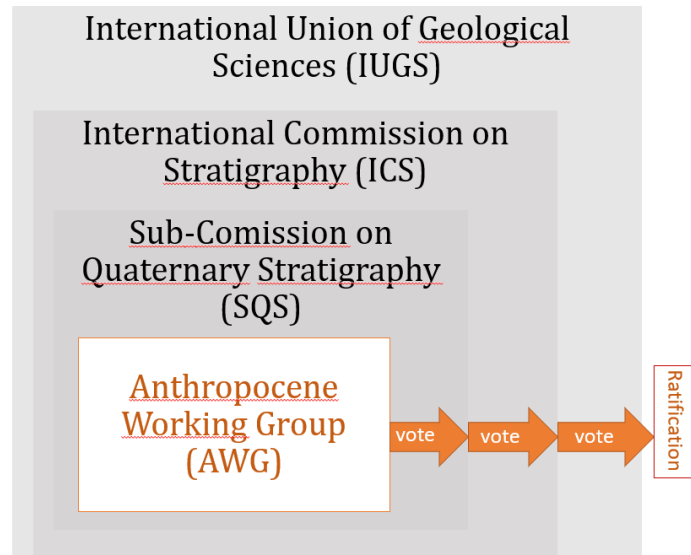 International Union of Geological
Sciences (IUGS)
International Commission on
Stratigraphy (ICS)
Sub-Comission on
Quaternary Stratigraphy
(SQS)
Anthropocene
Working Group
(AWG)
vote
vote
vote
Ratification